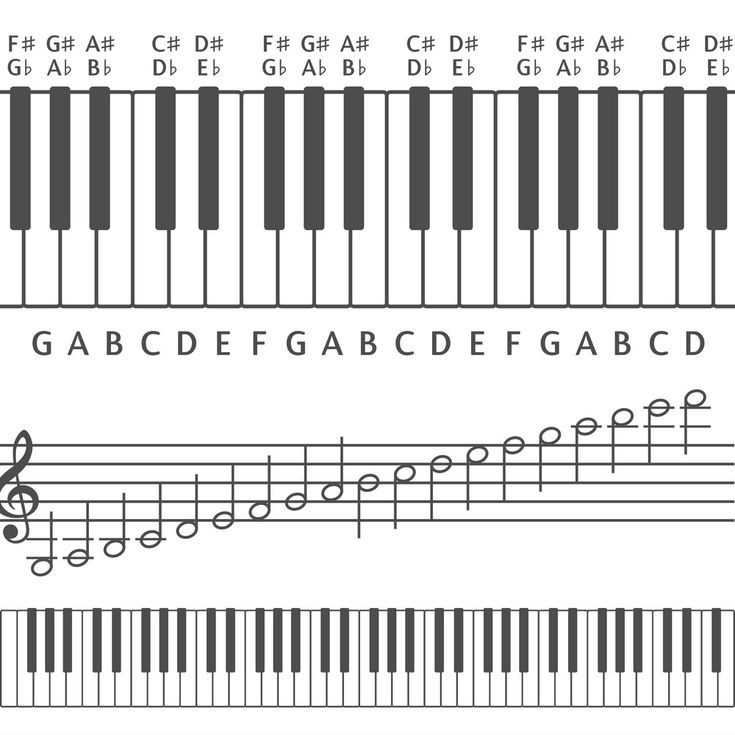 F♯ G♯ A♯ C♯ D♯ F♯ G♯ A♯ C♯ D♯ F♯ G♯ A♯ C♯ D♯
G♭ A♭ B♭ D♭ E♭ G♭ A♭ B♭ D♭ E♭ G♭ A♭ B♭ D♭ E♭
G A B C D E F G A B C D E F G A B C D